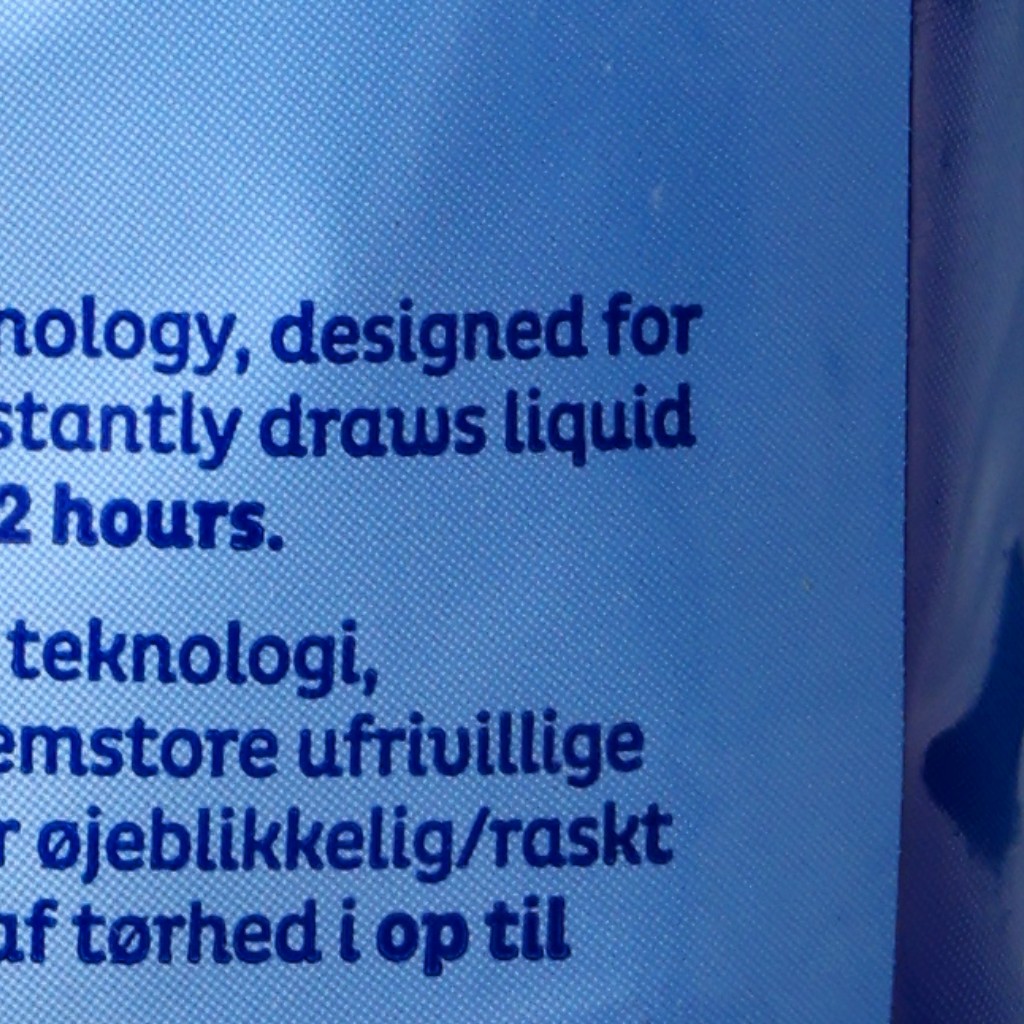 nology, designed for
stantly draws liquid
2 hours.
teknologi,
emstore ufrivillige
r øjeblikkelig/raskt
af tørhed i op til